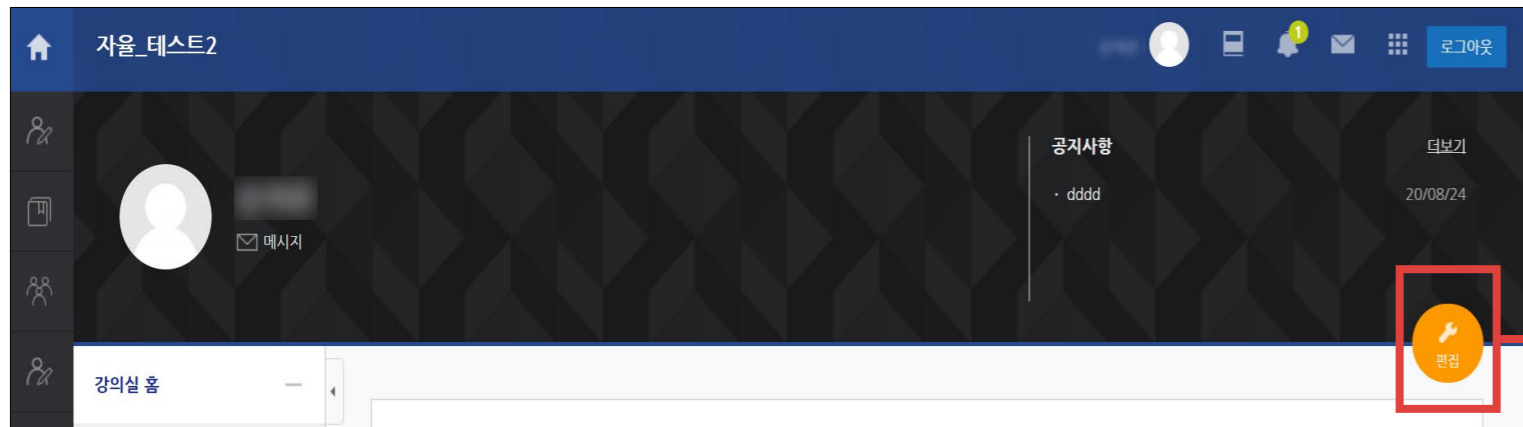 자율_테스트2
1
로그아웃
공지사항
더보기
· dddd
20/08/24
메시지
편집
강의실 홈